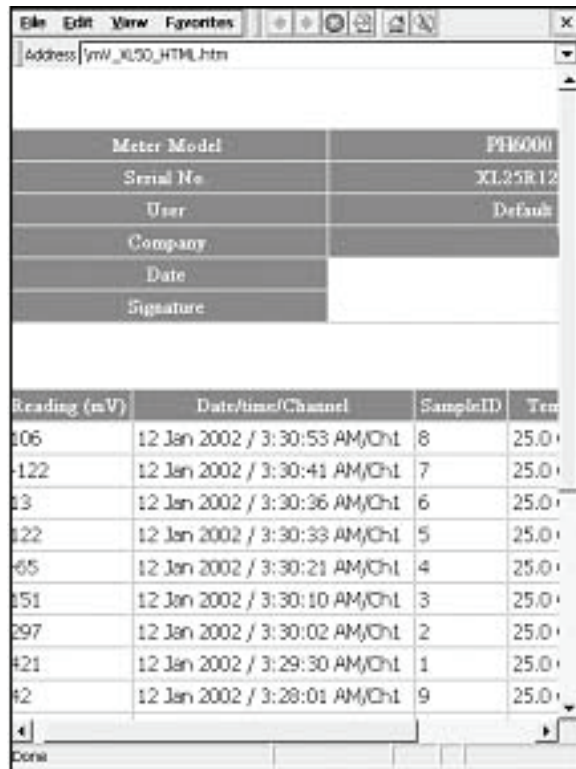 File Edit View Favorites
Address \mV_XL50_HTML.htm
Meter Model PH6000
Serial No XL25R12
User Default
Company
Date
Signature
Reading (mV) Date/time/Channel SampleID Tem
106 12 Jan 2002 / 3:30:53 AM/Ch1 8 25.0
-122 12 Jan 2002 / 3:30:41 AM/Ch1 7 25.0
13 12 Jan 2002 / 3:30:36 AM/Ch1 6 25.0
122 12 Jan 2002 / 3:30:33 AM/Ch1 5 25.0
-65 12 Jan 2002 / 3:30:21 AM/Ch1 4 25.0
151 12 Jan 2002 / 3:30:10 AM/Ch1 3 25.0
297 12 Jan 2002 / 3:30:02 AM/Ch1 2 25.0
421 12 Jan 2002 / 3:29:30 AM/Ch1 1 25.0
42 12 Jan 2002 / 3:28:01 AM/Ch1 9 25.0
Done